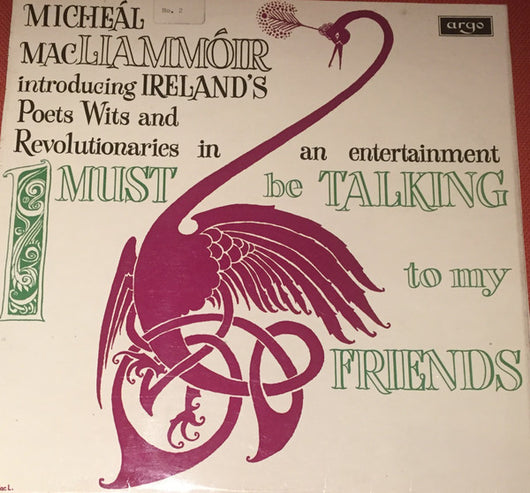 No. 2
MICHEÁL
MACLIAMMÓIR
introducing IRELAND'S
Poets Wits and
Revolutionaries in an entertainment
I MUST be TALKING
to my
FRIENDS
argo